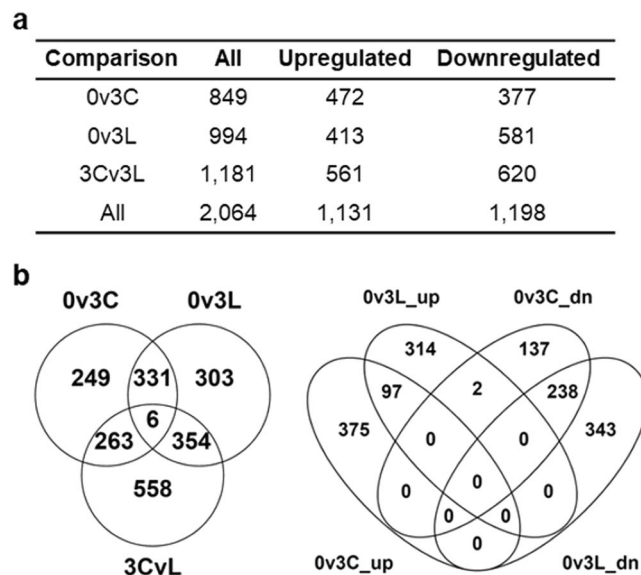 a
Comparison All Upregulated Downregulated
0v3C 849 472 377
0v3L 994 413 581
3Cv3L 1,181 561 620
All 2,064 1,131 1,198
b
0v3C 0v3L
249 331 303
6
263 354
558
3CvL
0v3L_up 0v3C_dn
314 137
97 2 238
375 343
0 0
0 0 0
0 0
0
0v3C_up 0v3L_dn